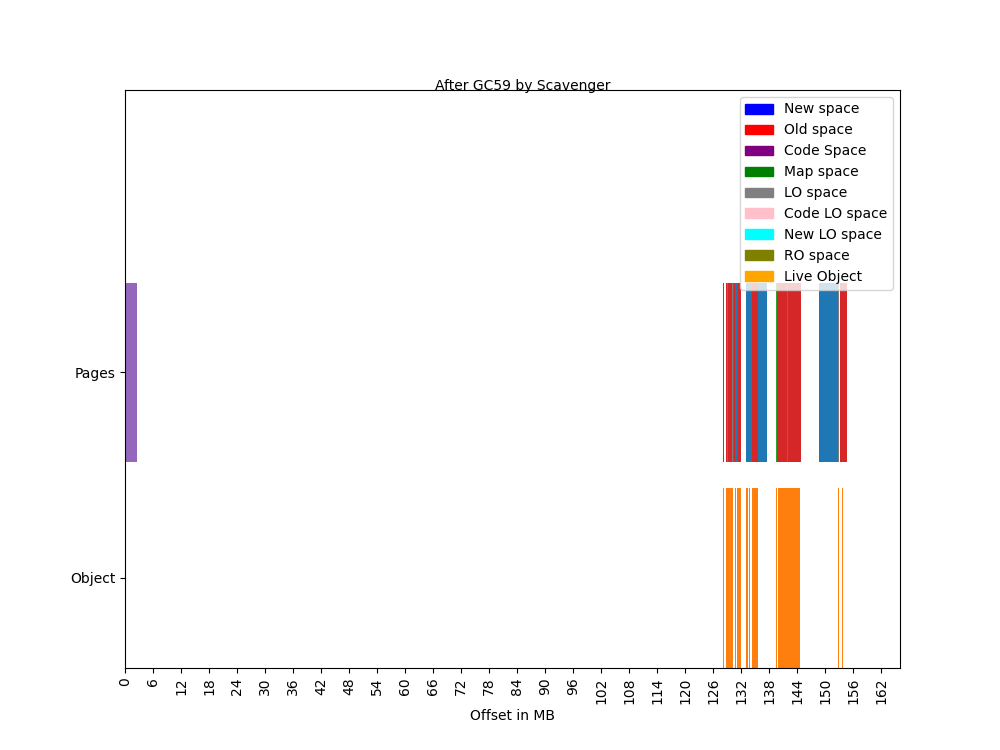 After GC59 by Scavenger
New space
Old space
Code Space
Map space
LO space
Code LO space
New LO space
RO space
Live Object
Pages
Object
0 6 12 18 24 30 36 42 48 54 60 66 72 78 84 90 96 102 108 114 120 126 132 138 144 150 156 162
Offset in MB